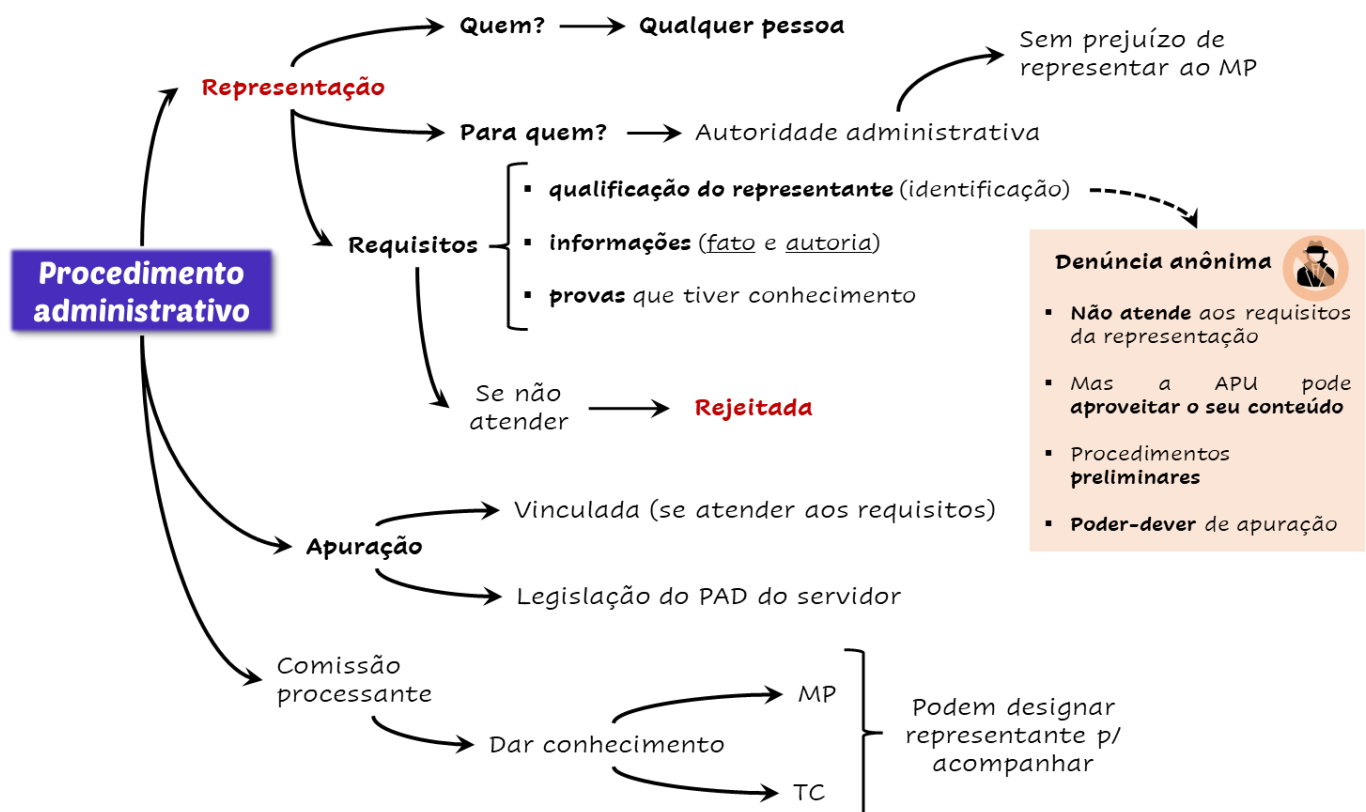 Quem?
Qualquer pessoa
Sem prejuízo de
representar ao MP
Representação
Para quem?
Autoridade administrativa
▪ qualificação do representante (identificação)
Requisitos
▪ informações (fato e autoria)
▪ provas que tiver conhecimento
Procedimento
administrativo
Denúncia anônima
▪ Não atende aos requisitos
da representação
▪ Mas a APU pode
aproveitar o seu conteúdo
▪ Procedimentos
preliminares
▪ Poder-dever de apuração
Se não
atender
Rejeitada
Vinculada (se atender aos requisitos)
Apuração
Legislação do PAD do servidor
Comissão
processante
Dar conhecimento
MP
TC
Podem designar
representante p/
acompanhar